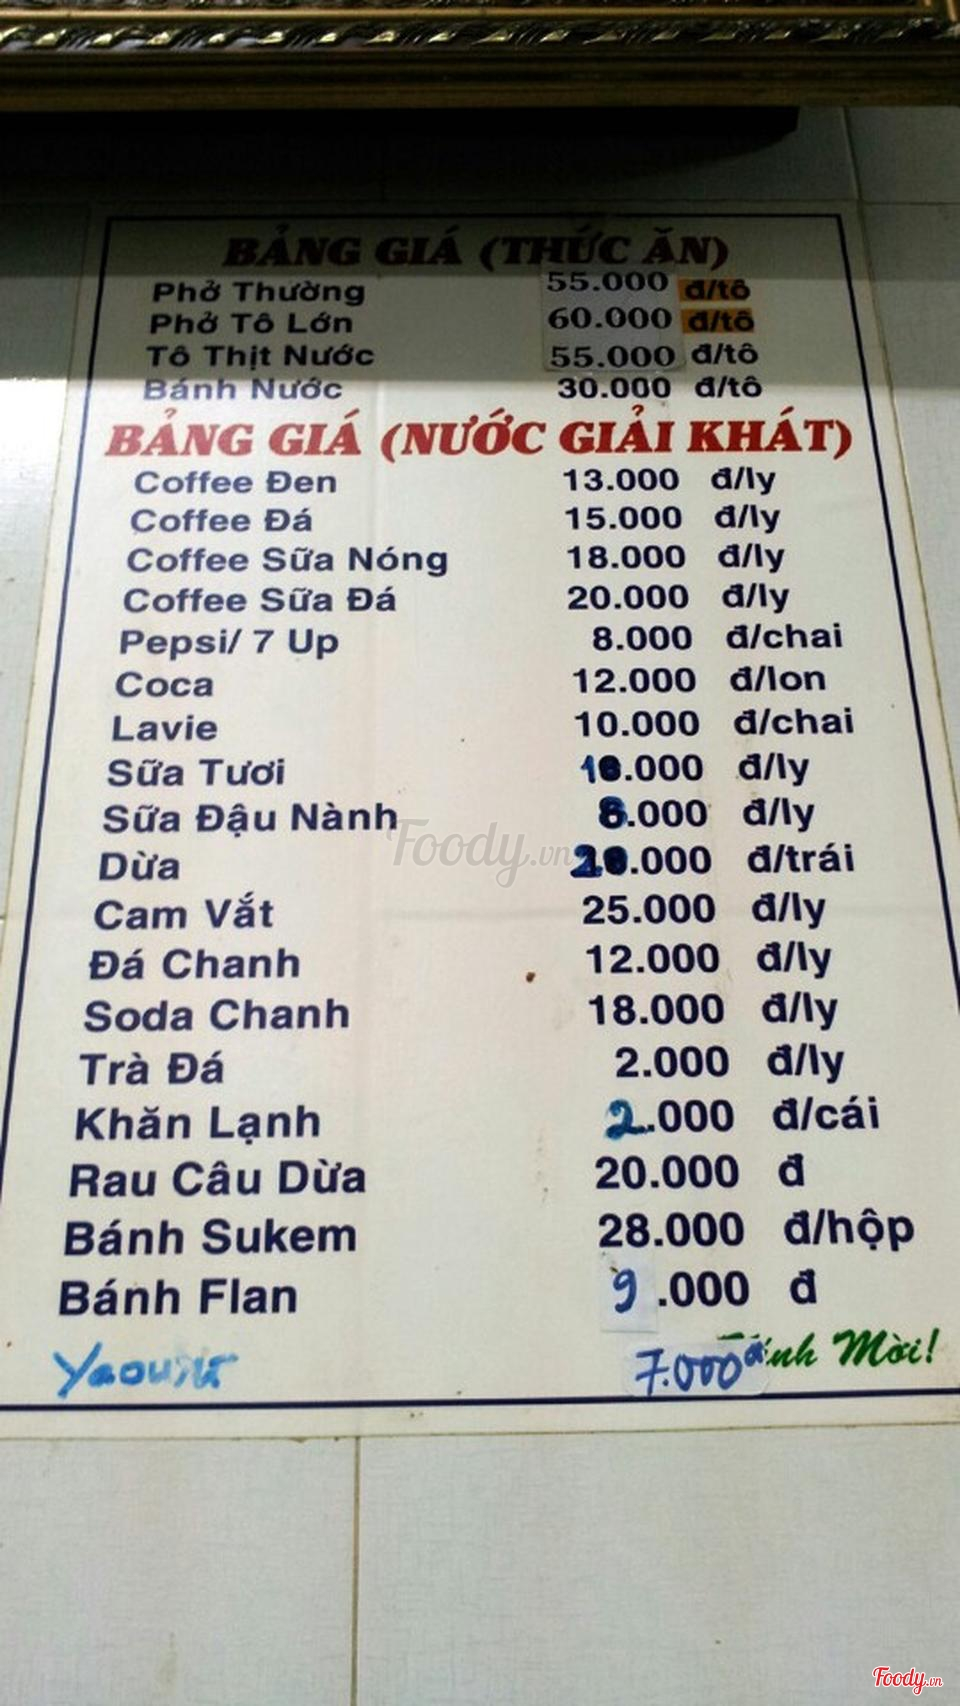 BẢNG GIÁ (THỨC ĂN)
Phở Thường 55.000 đ/tô
Phở Tô Lớn 60.000 đ/tô
Tô Thịt Nước 55.000 đ/tô
Bánh Nước 30.000 đ/tô
BẢNG GIÁ (NƯỚC GIẢI KHÁT)
Coffee Đen 13.000 đ/ly
Coffee Đá 15.000 đ/ly
Coffee Sữa Nóng 18.000 đ/ly
Coffee Sữa Đá 20.000 đ/ly
Pepsi/ 7 Up 8.000 đ/chai
Coca 12.000 đ/lon
Lavie 10.000 đ/chai
Sữa Tươi đ/ly
Sữa Đậu Nành đ/ly
Foody.vn
Dừa đ/trái
Cam Vắt 25.000 đ/ly
Đá Chanh 12.000 đ/ly
Soda Chanh 18.000 đ/ly
Trà Đá 2.000 đ/ly
Khăn Lạnh 2.000 đ/cái
Rau Câu Dừa 20.000 đ
Bánh Sukem 28.000 đ/hộp
Bánh Flan 9.000 đ
7.000đ Mời!
Foody.vn